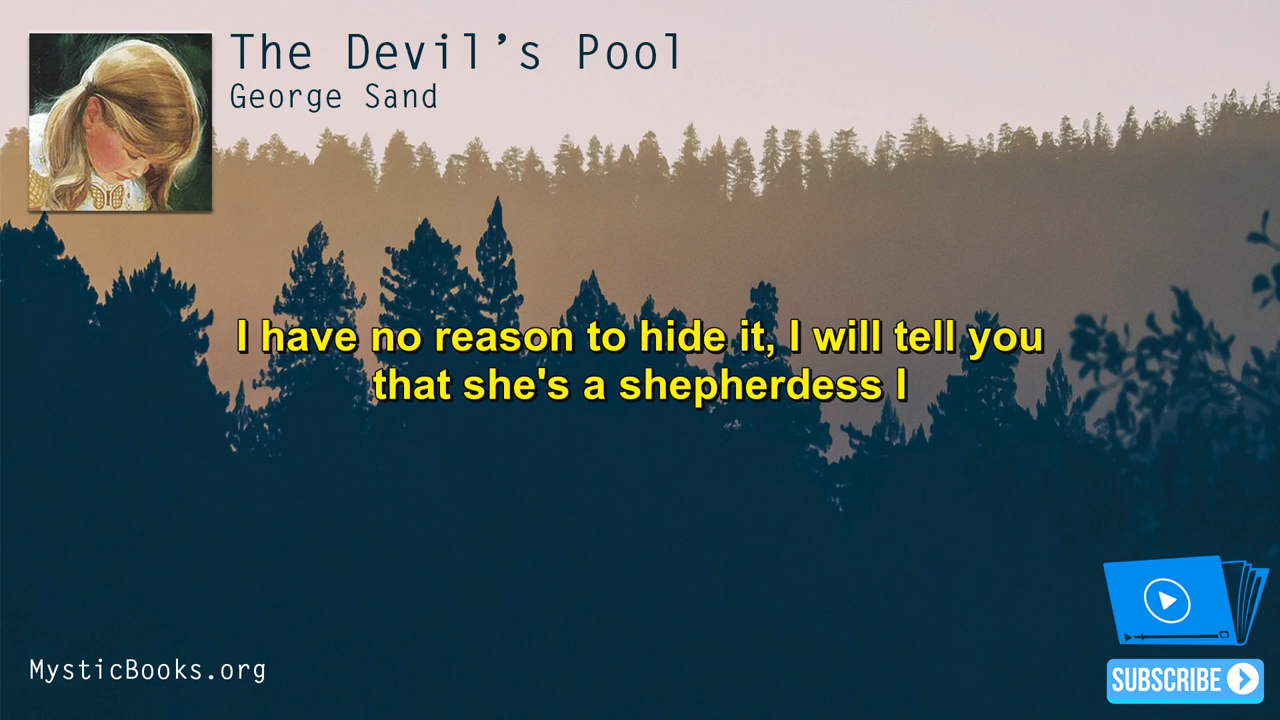 The Devil's Pool
George Sand
I have no reason to hide it, I will tell you
that she's a shepherdess I
MysticBooks.org
SUBSCRIBE